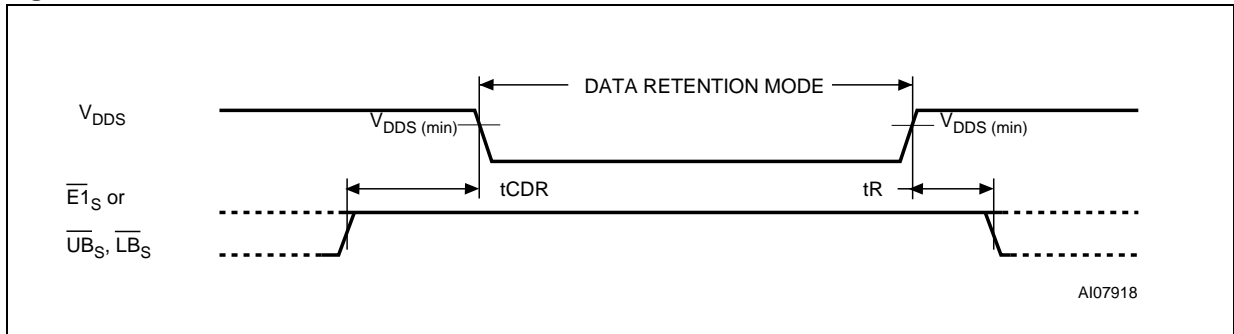 DATA RETENTION MODE
VDDS
VDDS (min)
VDDS (min)
E1S or
tCDR
tR
UBS, LBS
AI07918